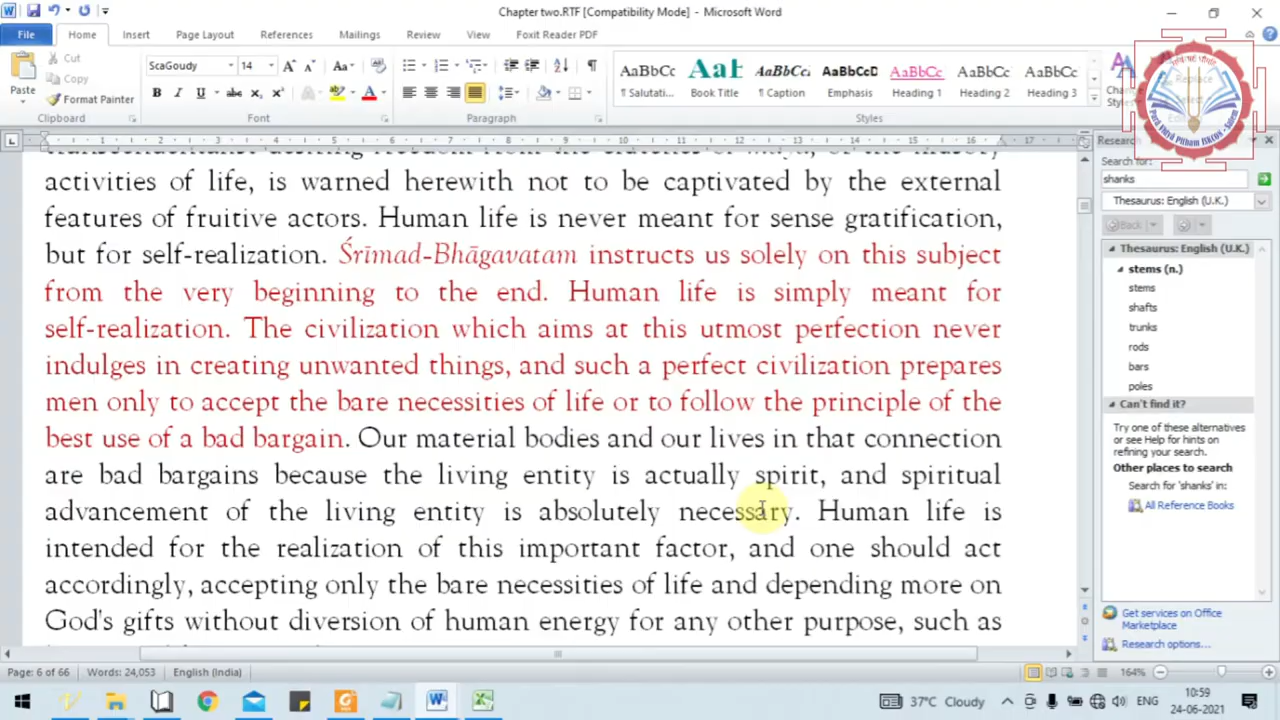 Chapter two.RTF [Compatibility Mode] - Microsoft Word
File Home Insert Page Layout References Mailings Review View Foxit Reader PDF
Paste
Cut
Copy
Format Painter
Clipboard
ScaGoudy 14
Font
Paragraph
AaBbCc ¶ Salutati...
Book Title
AaBbCc ¶ Caption
AaBbCcD Emphasis
AaBbCc Heading 1
AaBbCc Heading 2
AaBbCc Heading 3
Styles
Replace
activities of life, is warned herewith not to be captivated by the external
features of fruitive actors. Human life is never meant for sense gratification,
but for self-realization. Śrīmad-Bhāgavatam instructs us solely on this subject
from the very beginning to the end. Human life is simply meant for
self-realization. The civilization which aims at this utmost perfection never
indulges in creating unwanted things, and such a perfect civilization prepares
men only to accept the bare necessities of life or to follow the principle of the
best use of a bad bargain. Our material bodies and our lives in that connection
are bad bargains because the living entity is actually spirit, and spiritual
advancement of the living entity is absolutely necessary. Human life is
intended for the realization of this important factor, and one should act
accordingly, accepting only the bare necessities of life and depending more on
God's gifts without diversion of human energy for any other purpose, such as
Search for:
shanks
Thesaurus: English (U.K.)
Back
Thesaurus: English (U.K.)
stems (n.)
stems
shafts
trunks
rods
bars
poles
Can't find it?
Try one of these alternatives
or see Help for hints on
refining your search.
Other places to search
Search for 'shanks' in:
All Reference Books
Get services on Office
Marketplace
Research options...
Page: 6 of 66 Words: 24,053 English (India) 164%
37°C Cloudy ENG 10:59
24-06-2021